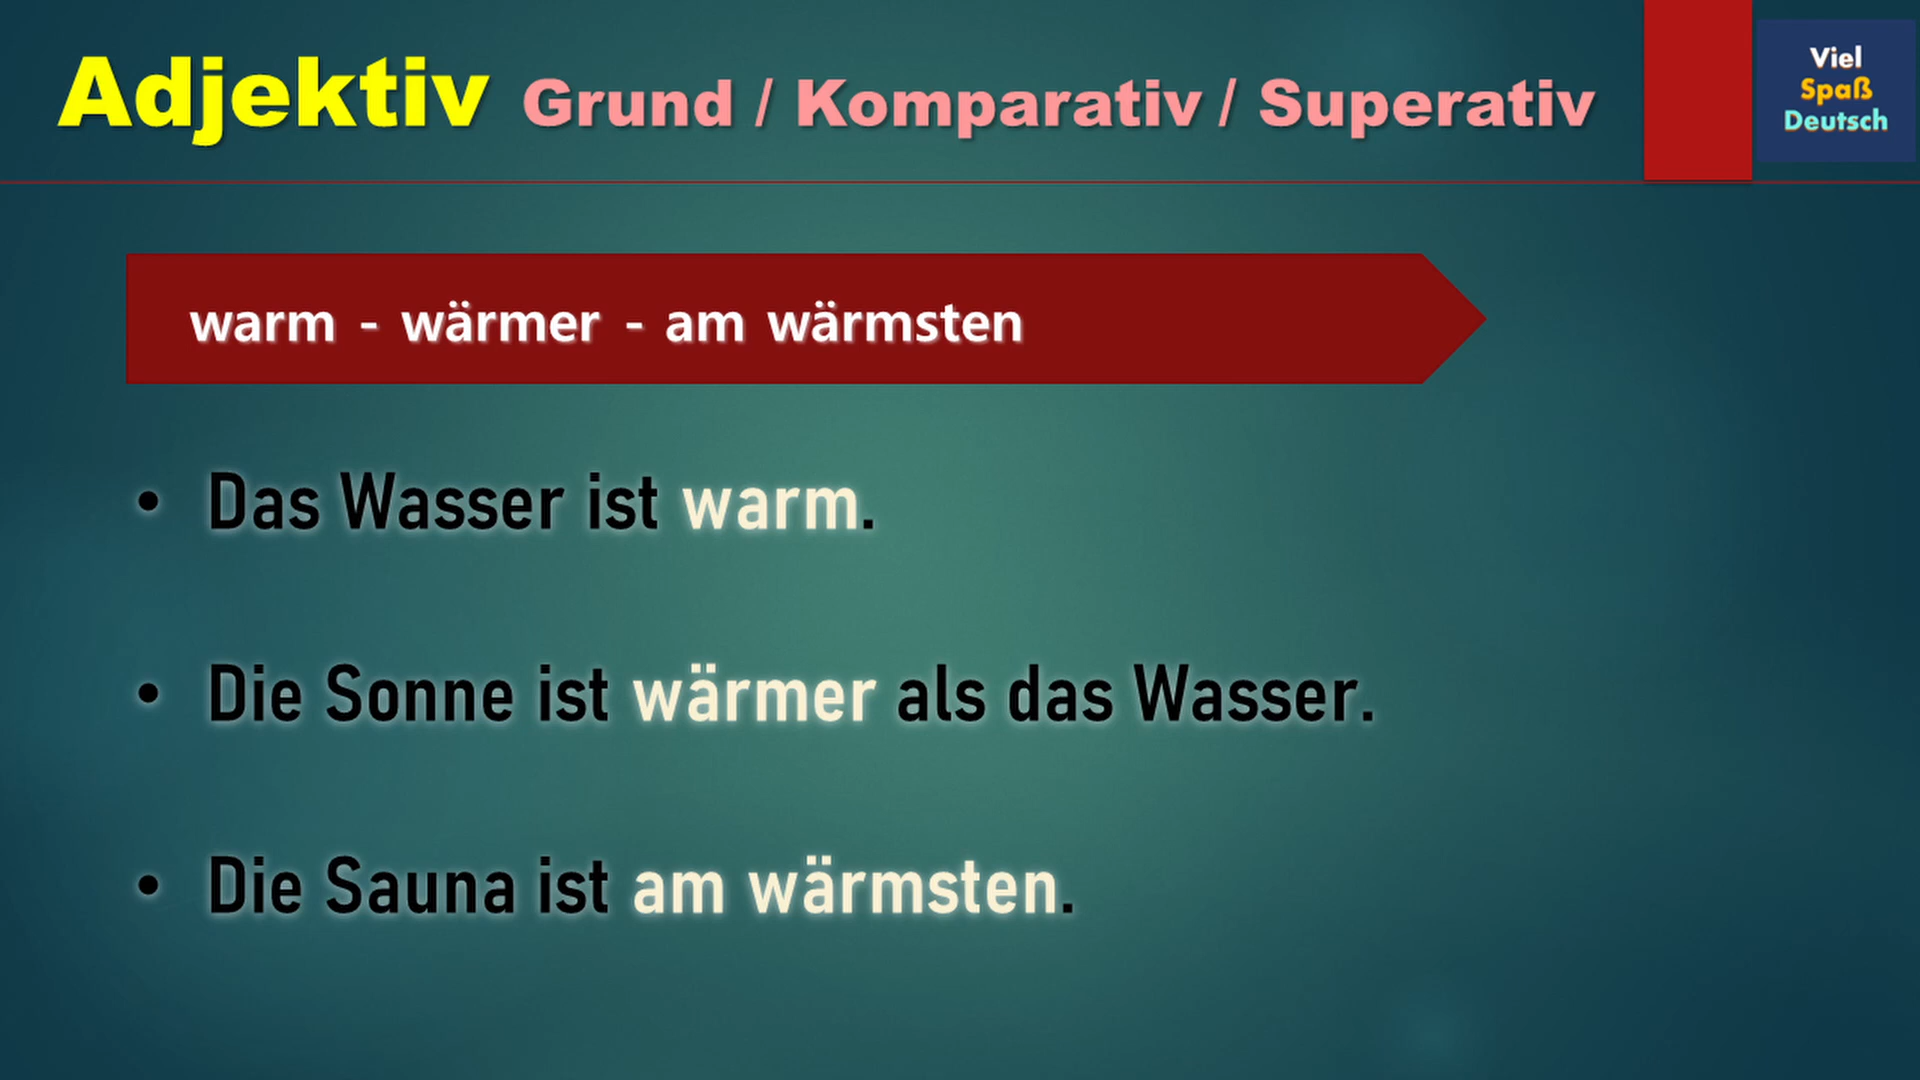 Adjektiv Grund / Komparativ / Superativ
Viel
Spaß
Deutsch
warm - wärmer - am wärmsten
• Das Wasser ist warm.
• Die Sonne ist wärmer als das Wasser.
• Die Sauna ist am wärmsten.